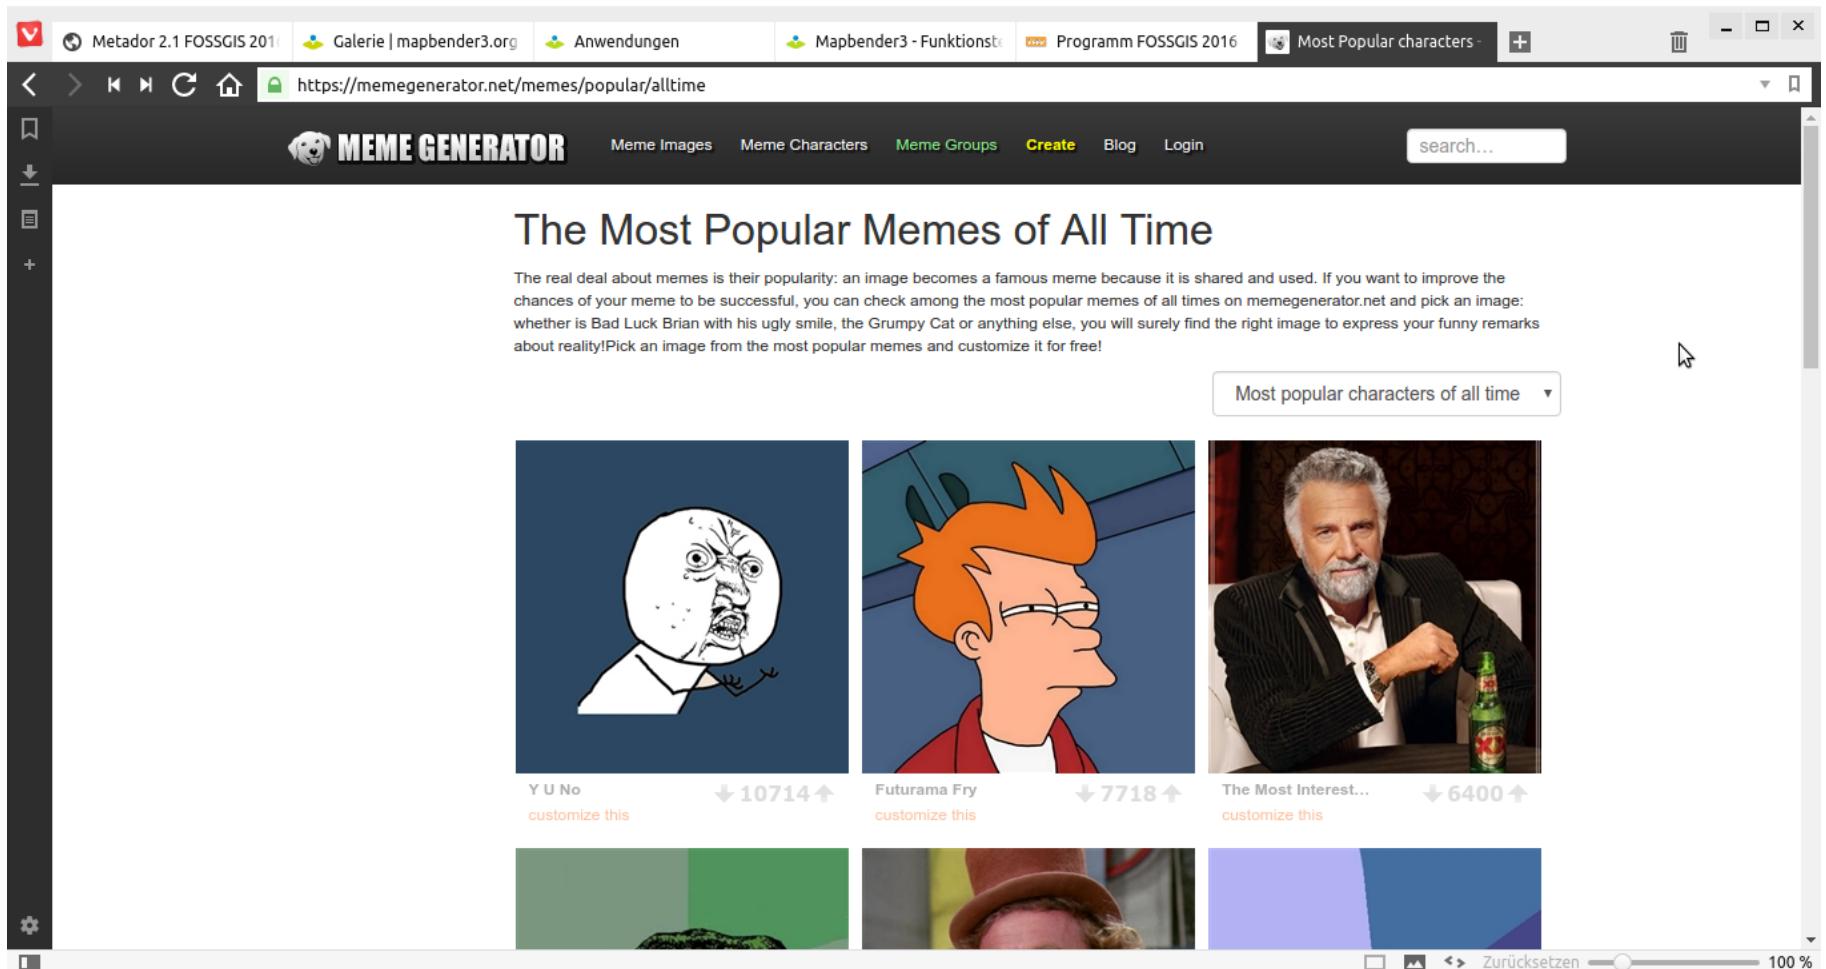 Metador 2.1 FOSSGIS 201
Galerie | mapbender3.org
Anwendungen
Mapbender3 - Funktionst
Programm FOSSGIS 2016
Most Popular characters -
https://memegenerator.net/memes/popular/alltime
MEME GENERATOR
Meme Images
Meme Characters
Meme Groups
Create
Blog
Login
search...
The Most Popular Memes of All Time
The real deal about memes is their popularity: an image becomes a famous meme because it is shared and used. If you want to improve the
chances of your meme to be successful, you can check among the most popular memes of all times on memegenerator.net and pick an image:
whether is Bad Luck Brian with his ugly smile, the Grumpy Cat or anything else, you will surely find the right image to express your funny remarks
about reality!Pick an image from the most popular memes and customize it for free!
Most popular characters of all time
XX
Y U No
10714
customize this
Futurama Fry
7718
customize this
The Most Interest...
6400
customize this
Zurücksetzen
100 %